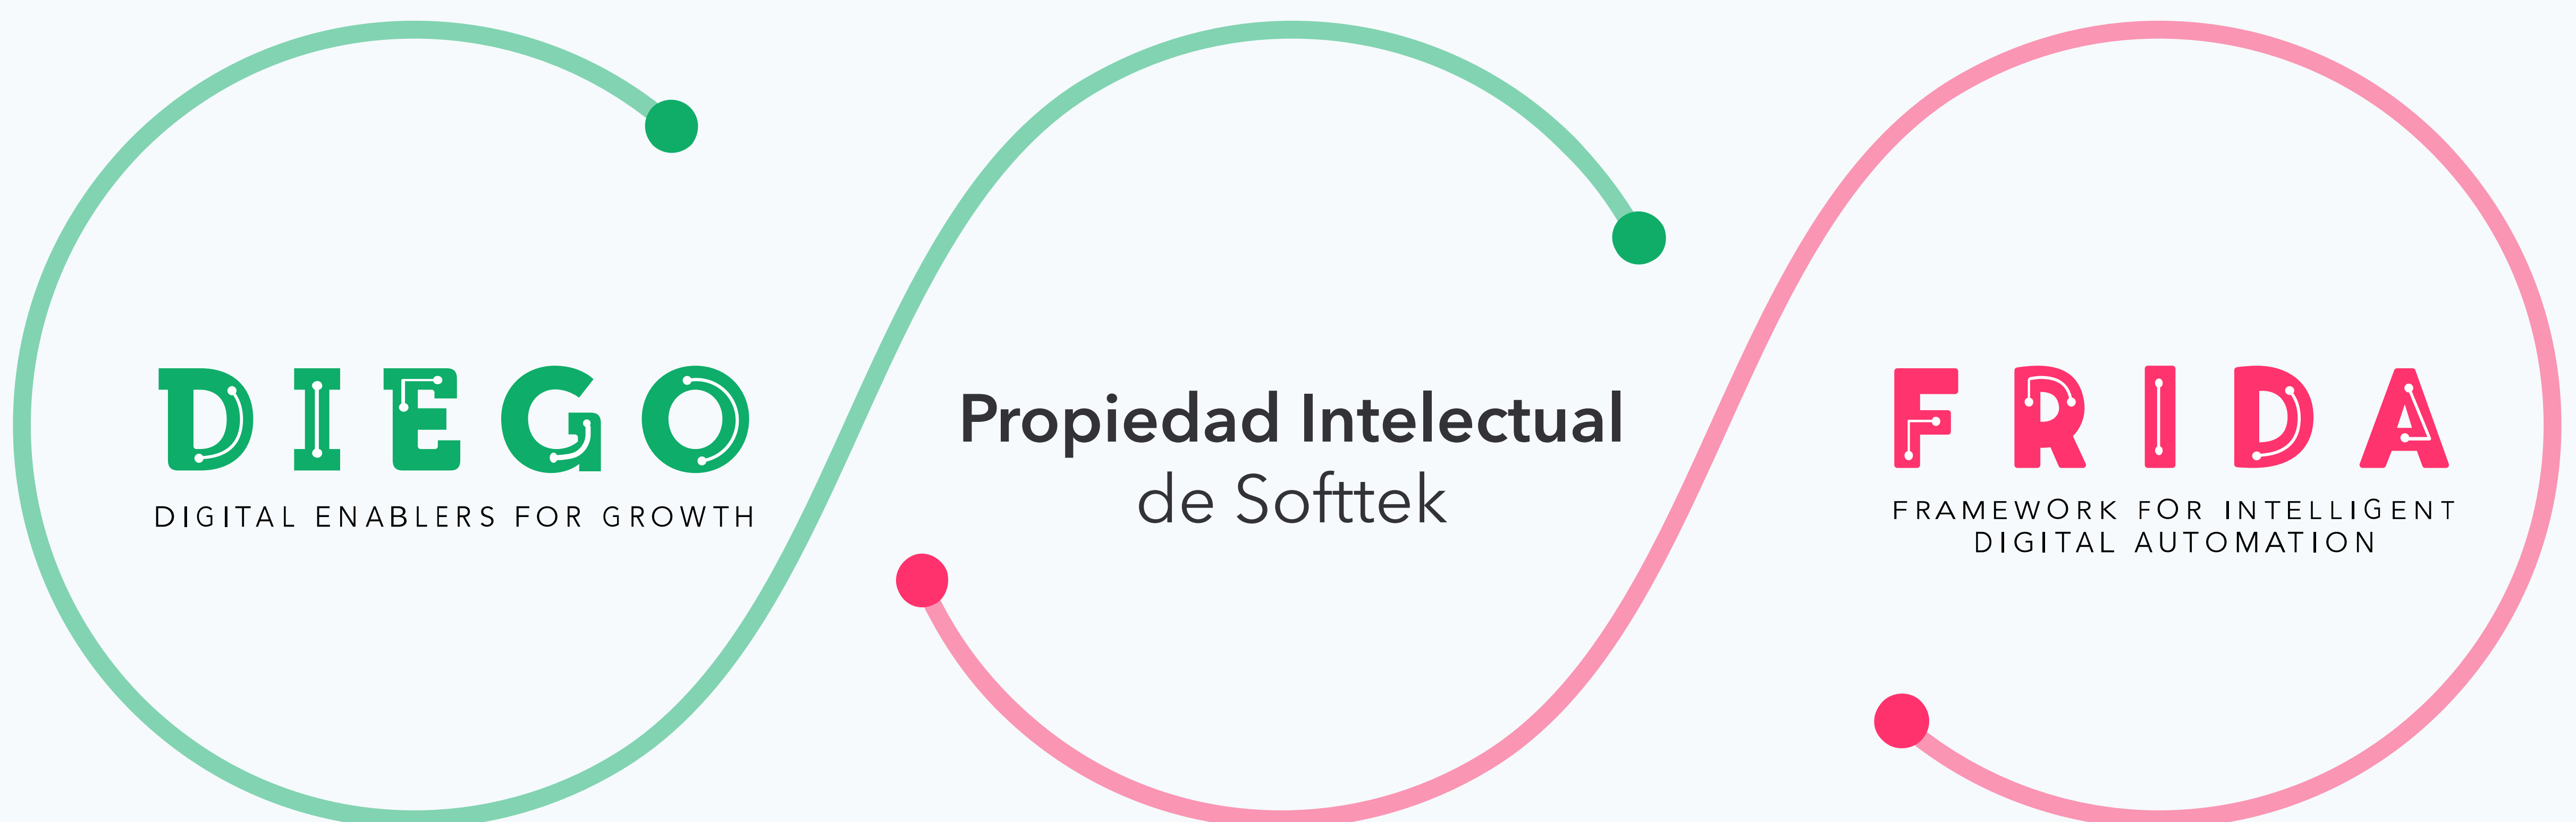 DIEGO
DIGITAL ENABLERS FOR GROWTH
Propiedad Intelectual
de Softtek
FRIDA
FRAMEWORK FOR INTELLIGENT
DIGITAL AUTOMATION